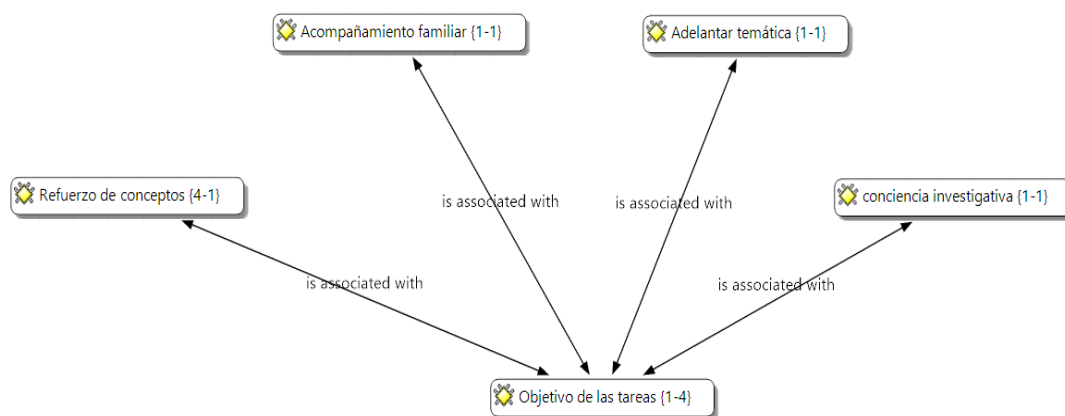 Acompañamiento familiar {1-1}
Adelantar temática {1-1}
Refuerzo de conceptos {4-1}
conciencia investigativa {1-1}
is associated with
is associated with
is associated with
is associated with
Objetivo de las tareas {1-4}